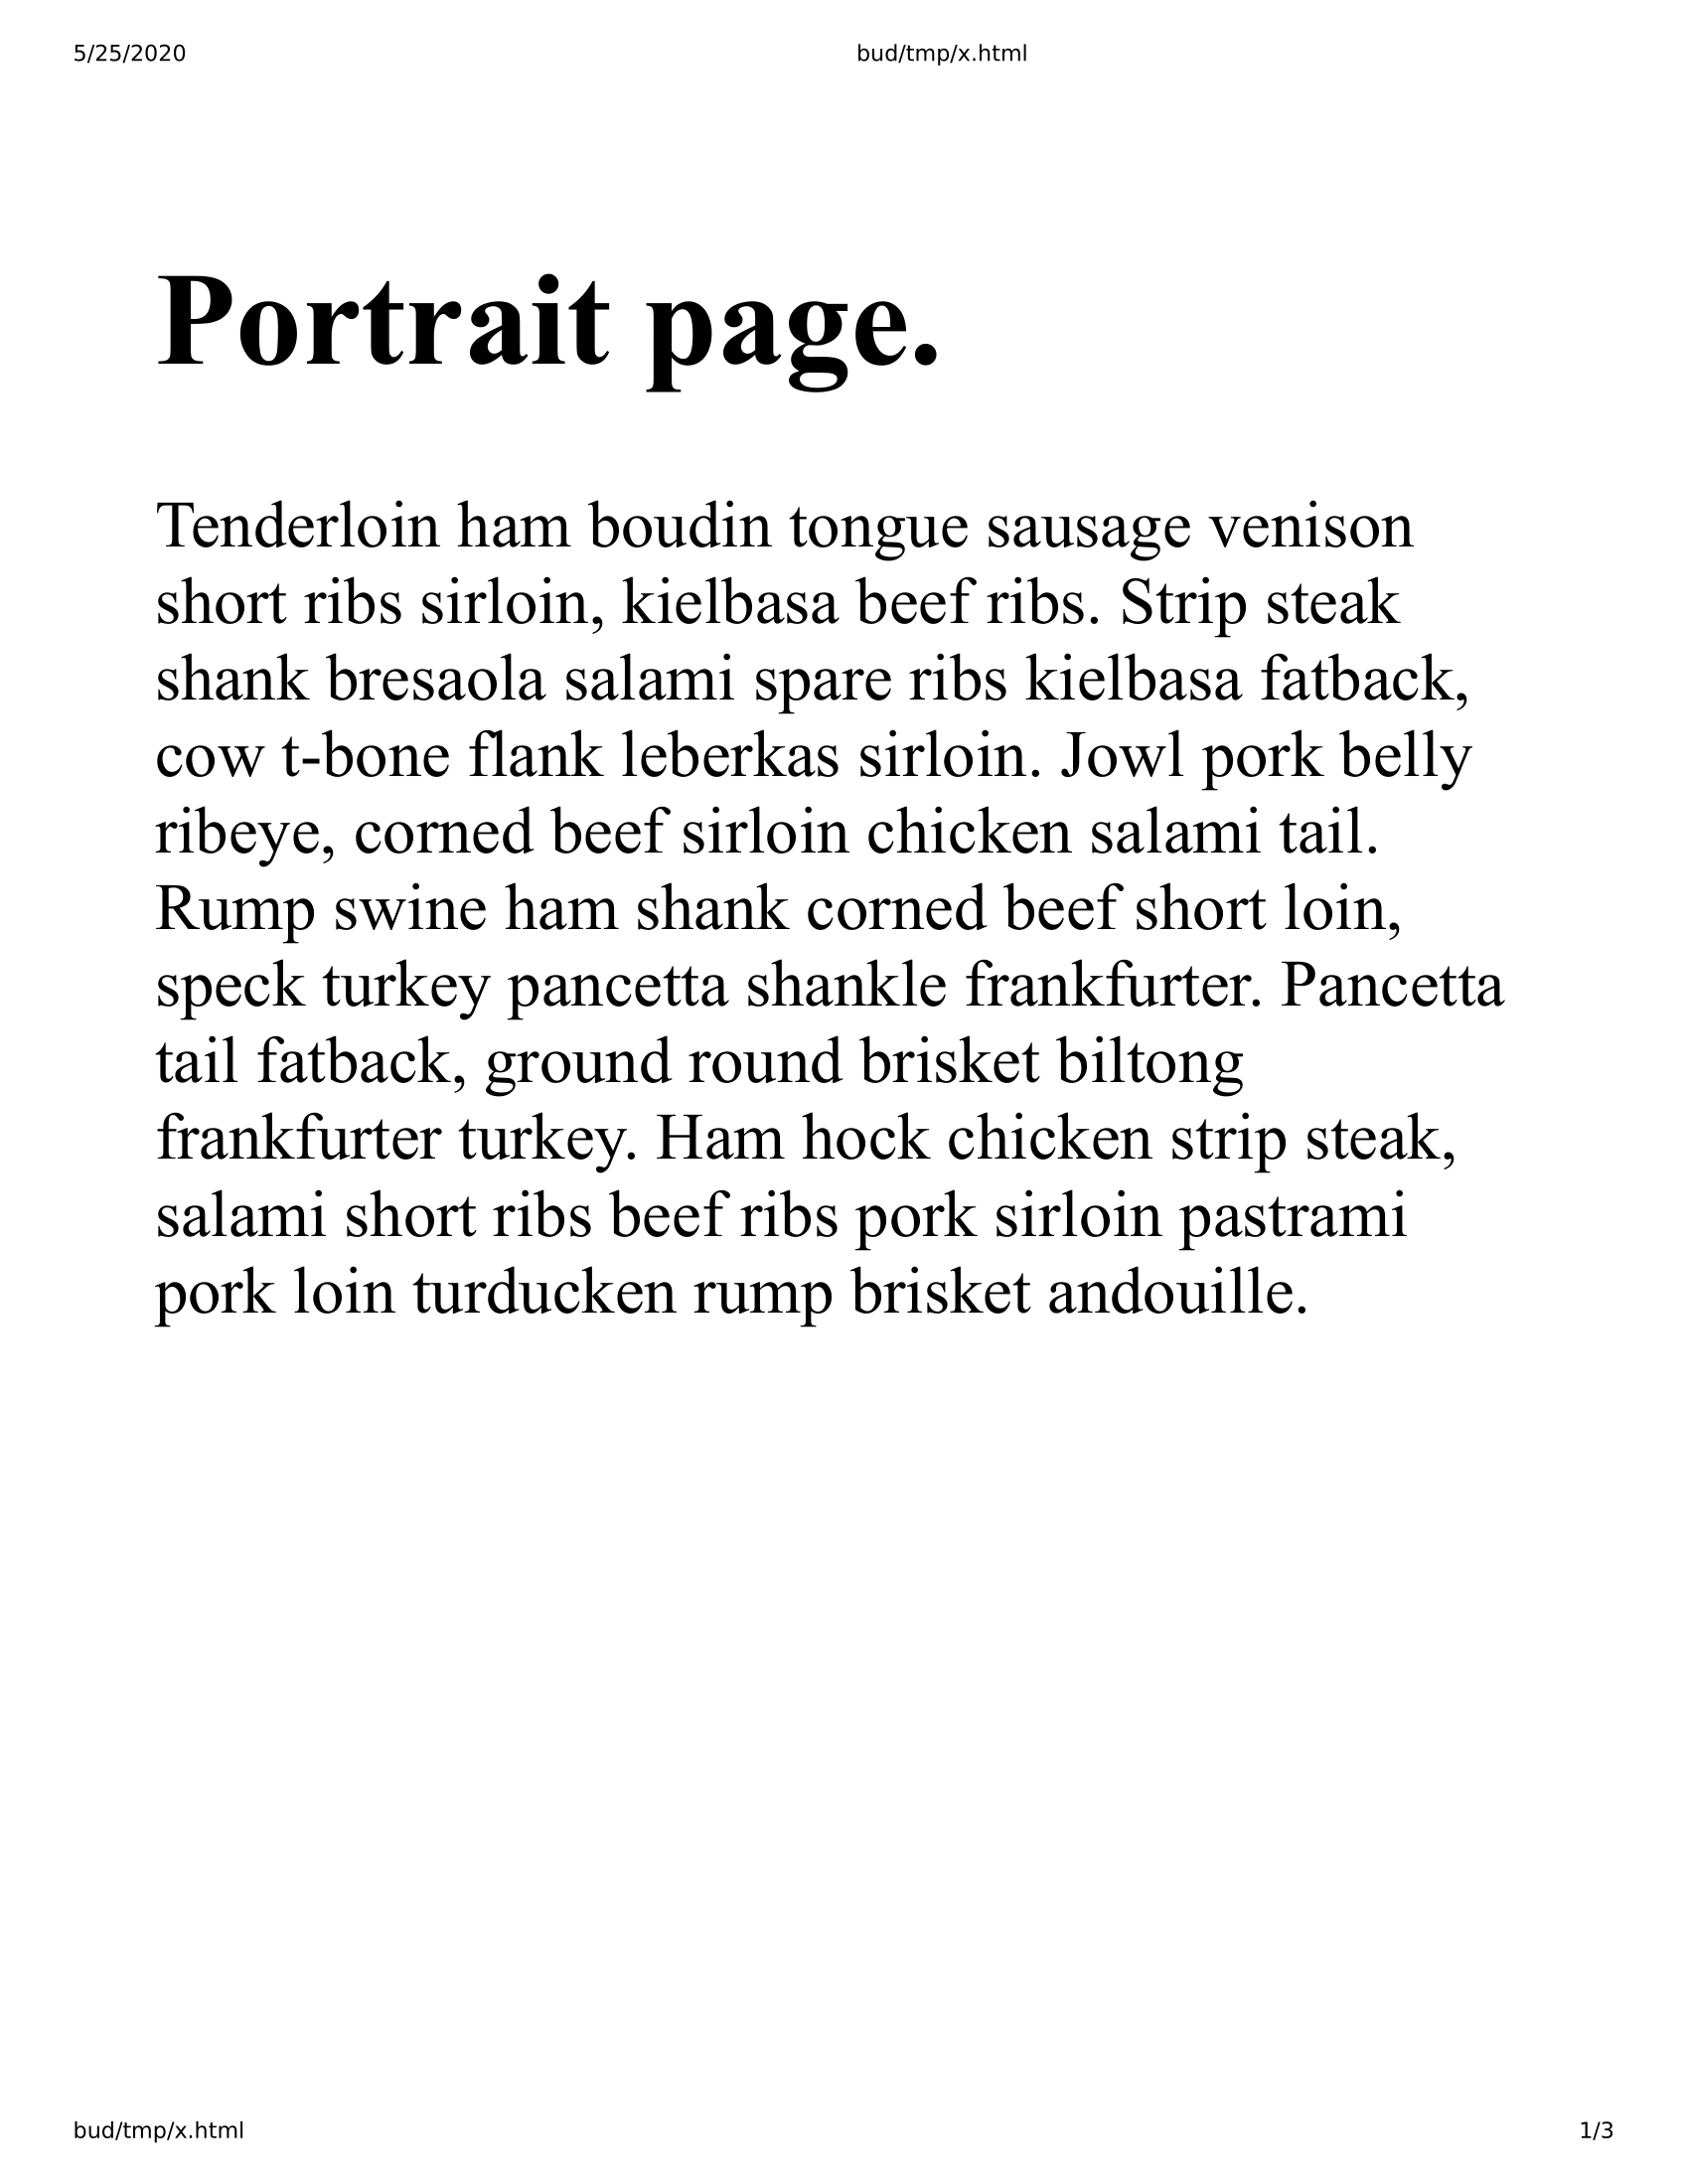 5/25/2020 bud/tmp/x.html
Portrait page.
Tenderloin ham boudin tongue sausage venison
short ribs sirloin, kielbasa beef ribs. Strip steak
shank bresaola salami spare ribs kielbasa fatback,
cow t-bone flank leberkas sirloin. Jowl pork belly
ribeye, corned beef sirloin chicken salami tail.
Rump swine ham shank corned beef short loin,
speck turkey pancetta shankle frankfurter. Pancetta
tail fatback, ground round brisket biltong
frankfurter turkey. Ham hock chicken strip steak,
salami short ribs beef ribs pork sirloin pastrami
pork loin turducken rump brisket andouille.
bud/tmp/x.html 1/3